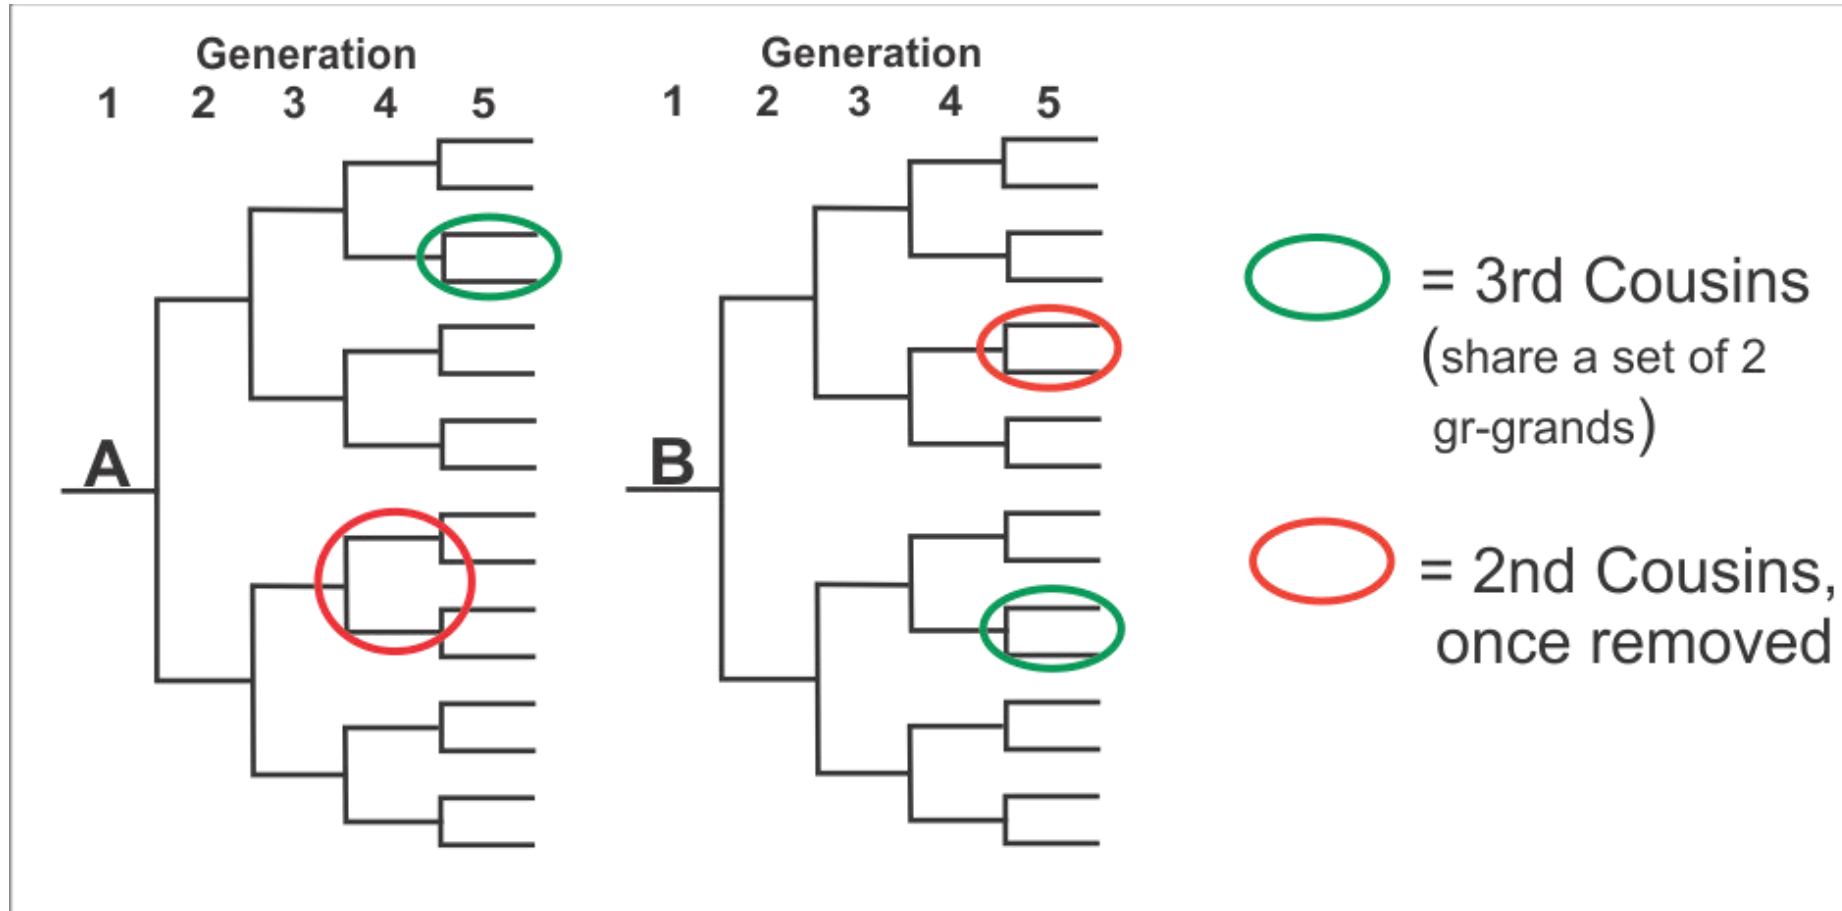 Generation
1 2 3 4 5
A
Generation
1 2 3 4 5
B
= 3rd Cousins
(share a set of 2
gr-grands)
= 2nd Cousins,
once removed